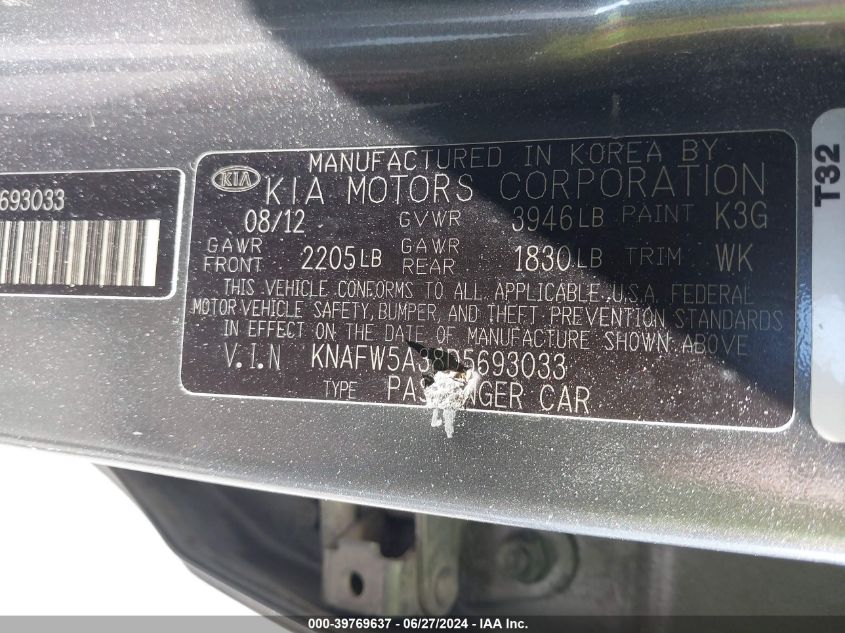 693033
MANUFACTURED IN KOREA BY
KIA KIA MOTORS CORPORATION
08/12 GVWR 3946LB PAINT K3G
GAWR FRONT 2205LB GAWR REAR 1830LB TRIM WK
THIS VEHICLE CONFORMS TO ALL APPLICABLE U.S.A. FEDERAL
MOTOR VEHICLE SAFETY, BUMPER, AND THEFT PREVENTION STANDARDS
IN EFFECT ON THE DATE OF MANUFACTURE SHOWN ABOVE
V.I.N KNAFW5A38D5693033
TYPE PASSENGER CAR
T32
000-39769637 - 06/27/2024 - IAA Inc.